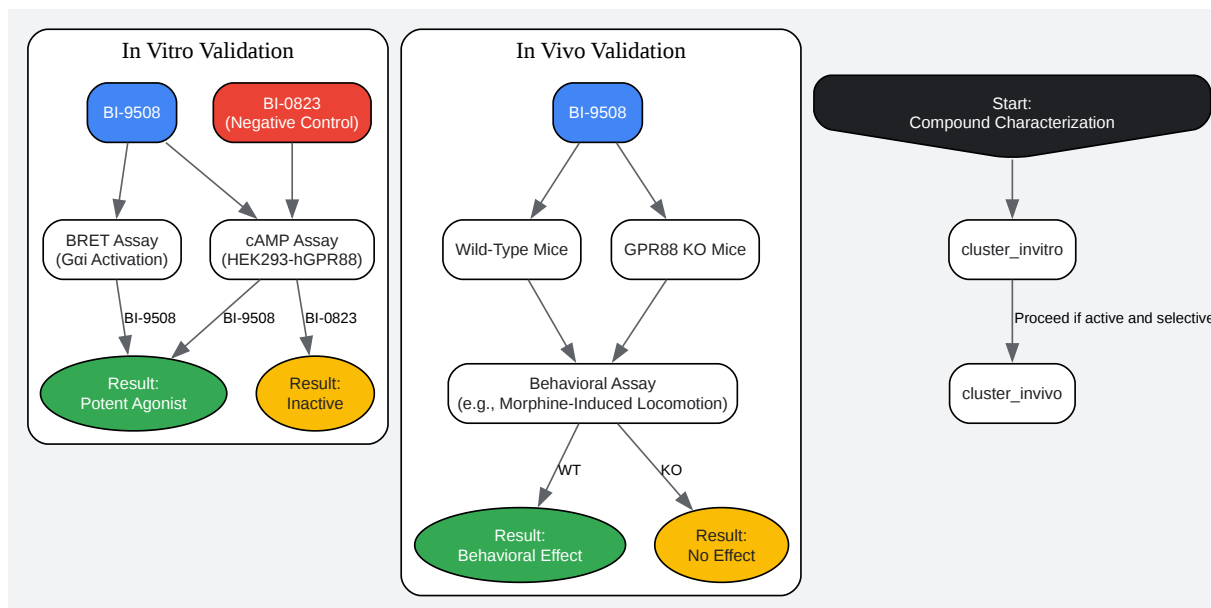 In Vitro Validation
BI-9508
BI-0823
(Negative Control)
BRET Assay
(Gαi Activation)
cAMP Assay
(HEK293-hGPR88)
BI-9508
BI-9508
BI-0823
Result:
Potent Agonist
Result:
Inactive
In Vivo Validation
BI-9508
Wild-Type Mice
GPR88 KO Mice
Behavioral Assay
(e.g., Morphine-Induced Locomotion)
WT
KO
Result:
Behavioral Effect
Result:
No Effect
Start:
Compound Characterization
cluster_invitro
Proceed if active and selective
cluster_invivo